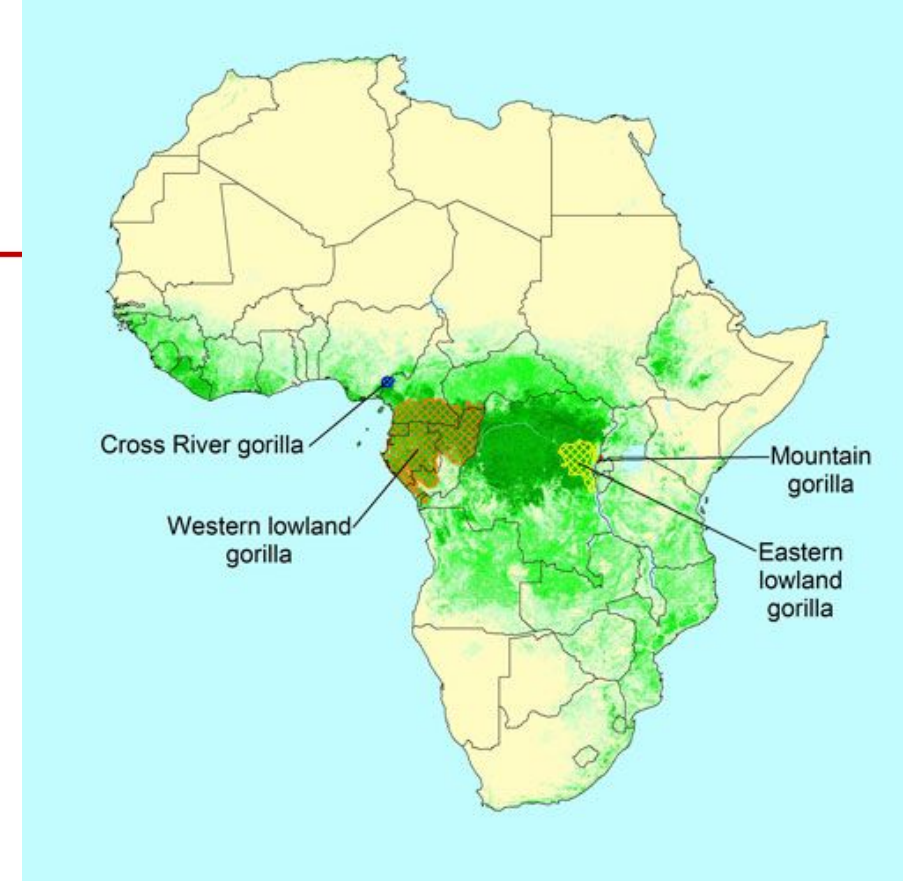 Cross River gorilla
Western lowland
gorilla
Mountain
gorilla
Eastern
lowland
gorilla